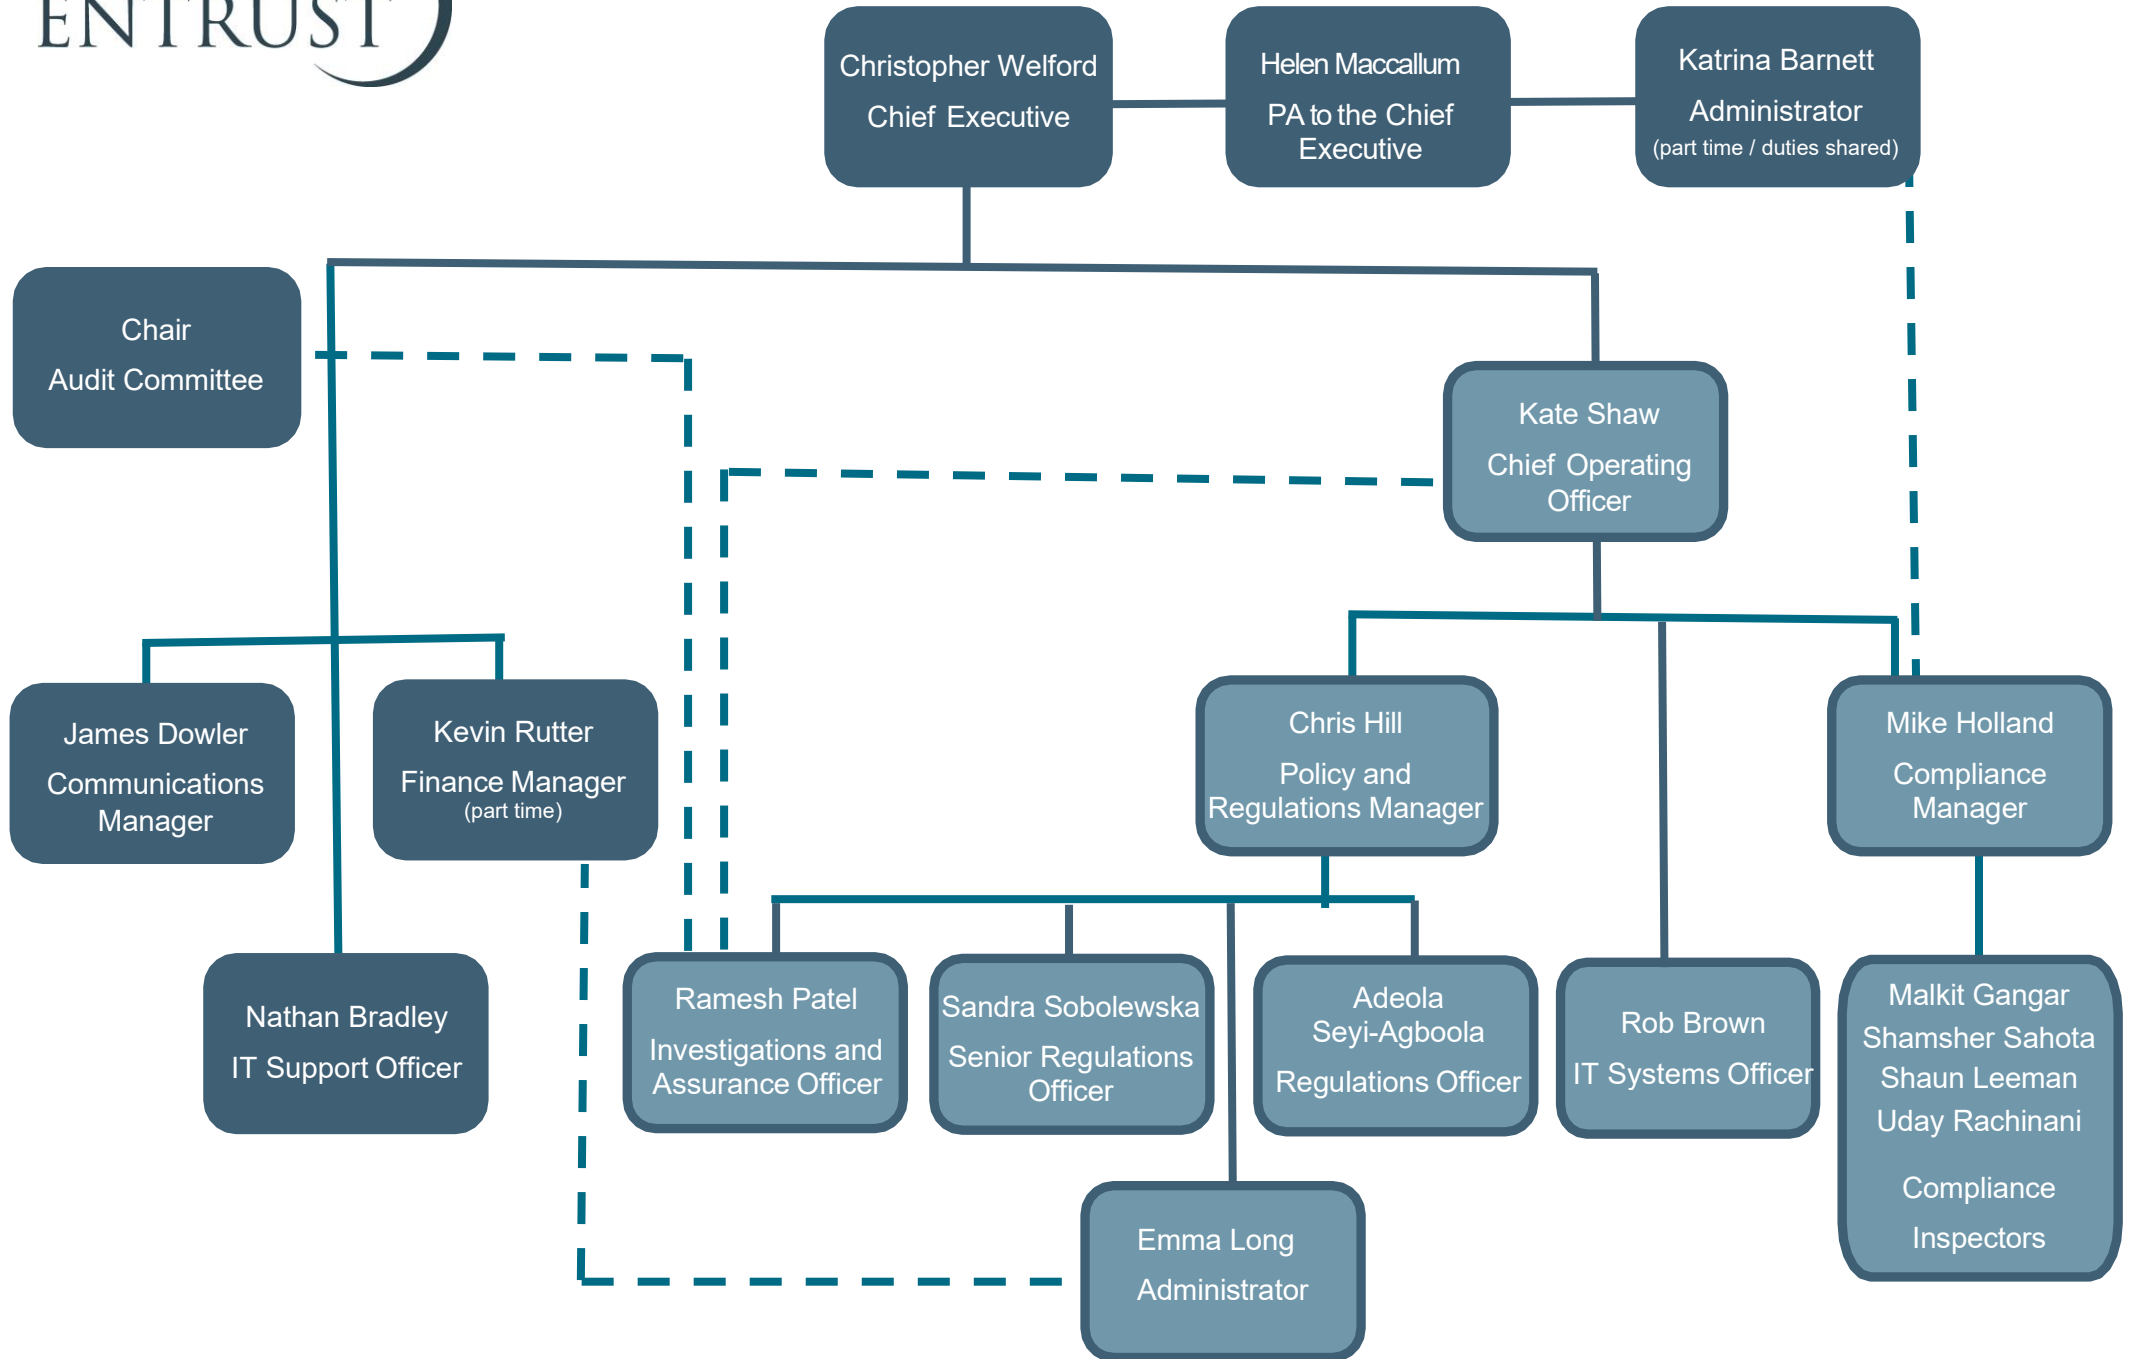 ENTRUST
Christopher Welford
Chief Executive
Helen Maccallum
PA to the Chief
Executive
Katrina Barnett
Administrator
(part time / duties shared)
Chair
Audit Committee
Kate Shaw
Chief Operating
Officer
James Dowler
Communications
Manager
Kevin Rutter
Finance Manager
(part time)
Chris Hill
Policy and
Regulations Manager
Mike Holland
Compliance
Manager
Nathan Bradley
IT Support Officer
Ramesh Patel
Investigations and
Assurance Officer
Sandra Sobolewska
Senior Regulations
Officer
Adeola
Seyi-Agboola
Regulations Officer
Rob Brown
IT Systems Officer
Malkit Gangar
Shamsher Sahota
Shaun Leeman
Uday Rachinani
Compliance
Inspectors
Emma Long
Administrator